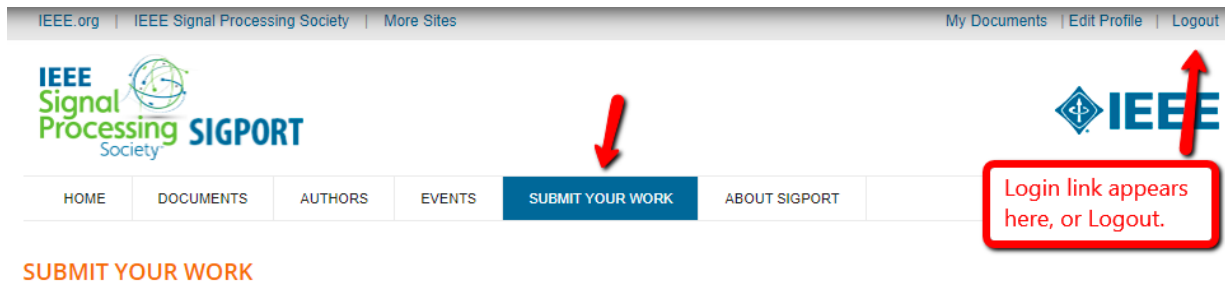 IEEE.org | IEEE Signal Processing Society | More Sites
My Documents | Edit Profile | Logout
IEEE
Signal
Processing
Society
SIGPORT
IEEE
HOME DOCUMENTS AUTHORS EVENTS SUBMIT YOUR WORK ABOUT SIGPORT
Login link appears
here, or Logout.
SUBMIT YOUR WORK